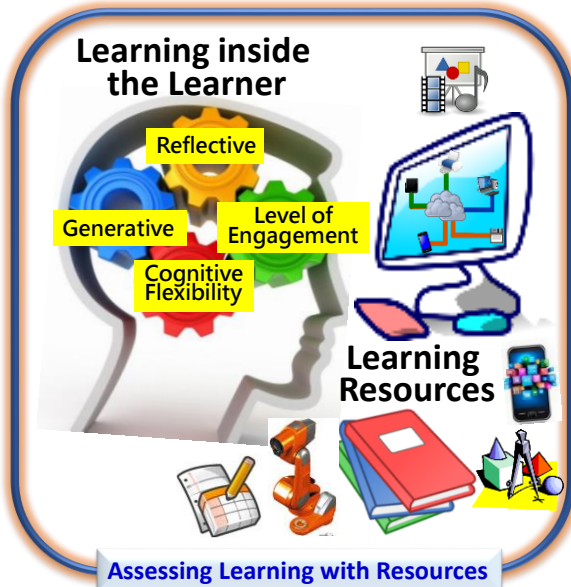 Learning inside
the Learner
Reflective
Generative
Level of
Engagement
Cognitive
Flexibility
Learning
Resources
Assessing Learning with Resources